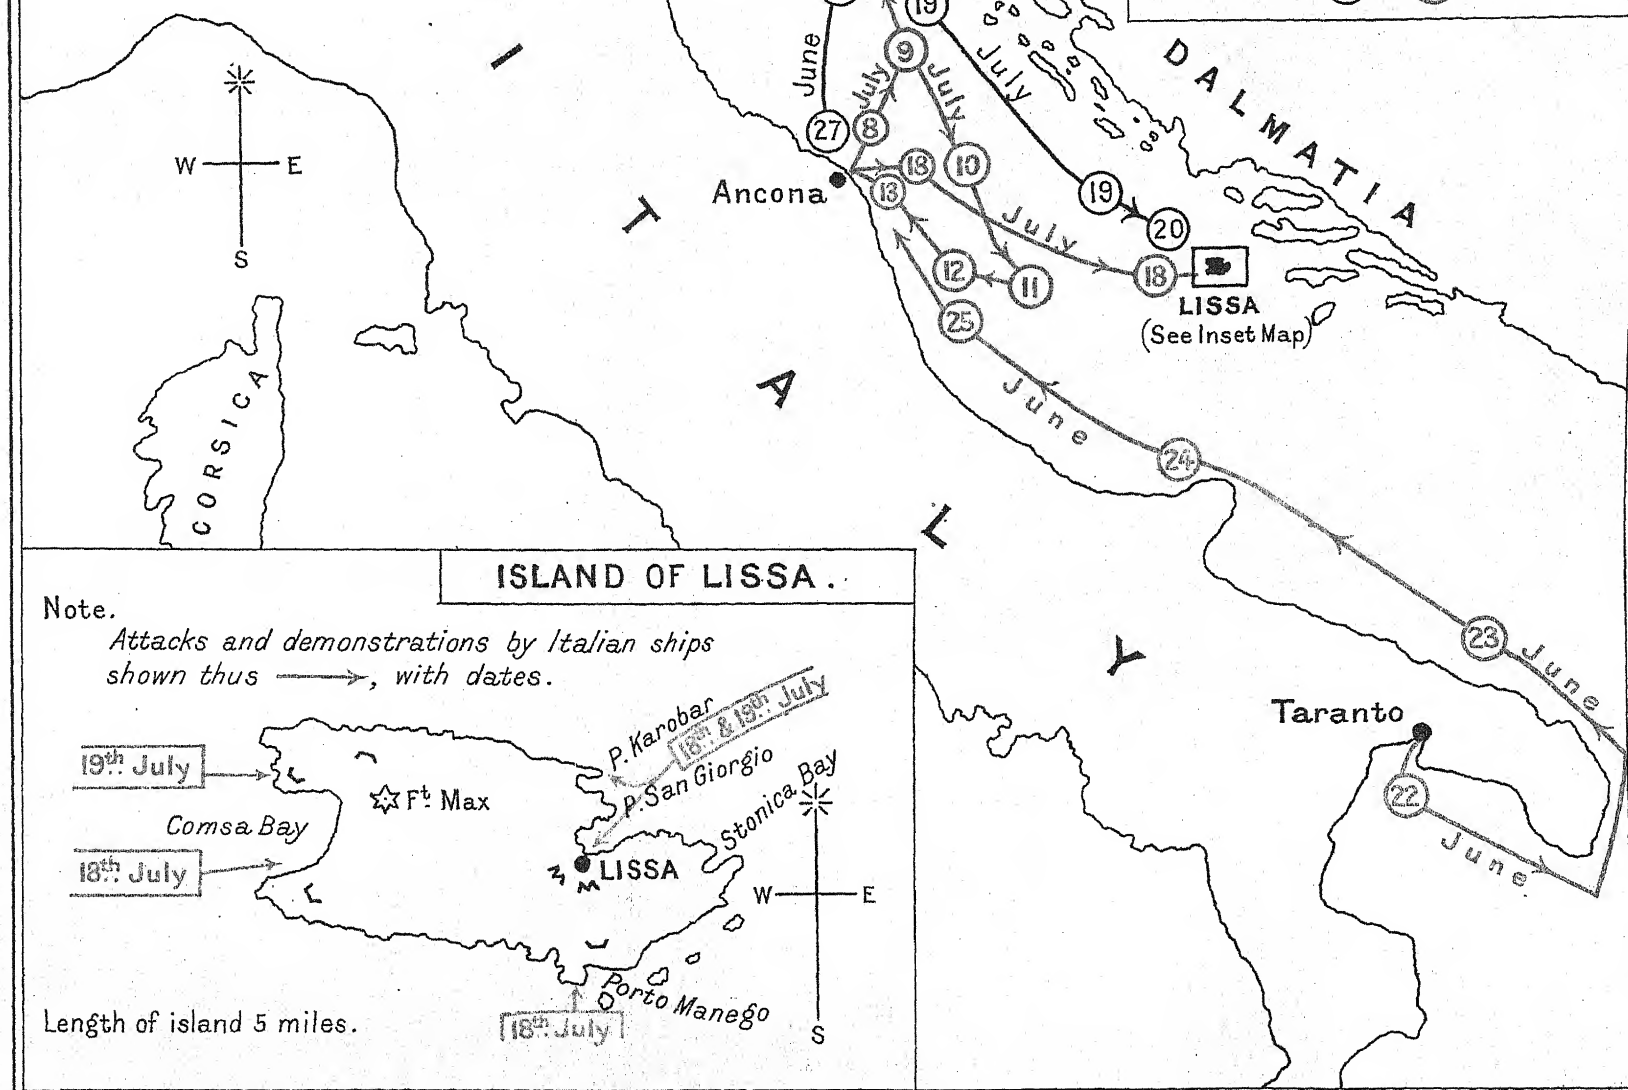 19
June
July
9
July
July
DALMATIA
27
8
18
10
13
19
20
Ancona
W E
S
July
12
11
18
LISSA
(See Inset Map)
25
June
24
ITALY
CORSICA
23
June
Taranto
22
June
ISLAND OF LISSA.
Note.
Attacks and demonstrations by Italian ships
shown thus ⟶, with dates.
P. Karobar
18th & 19th July
P. San Giorgio
Stonica Bay
19th July
Ft Max
Comsa Bay
18th July
LISSA
W E
S
Porto Manego
18th July
Length of island 5 miles.